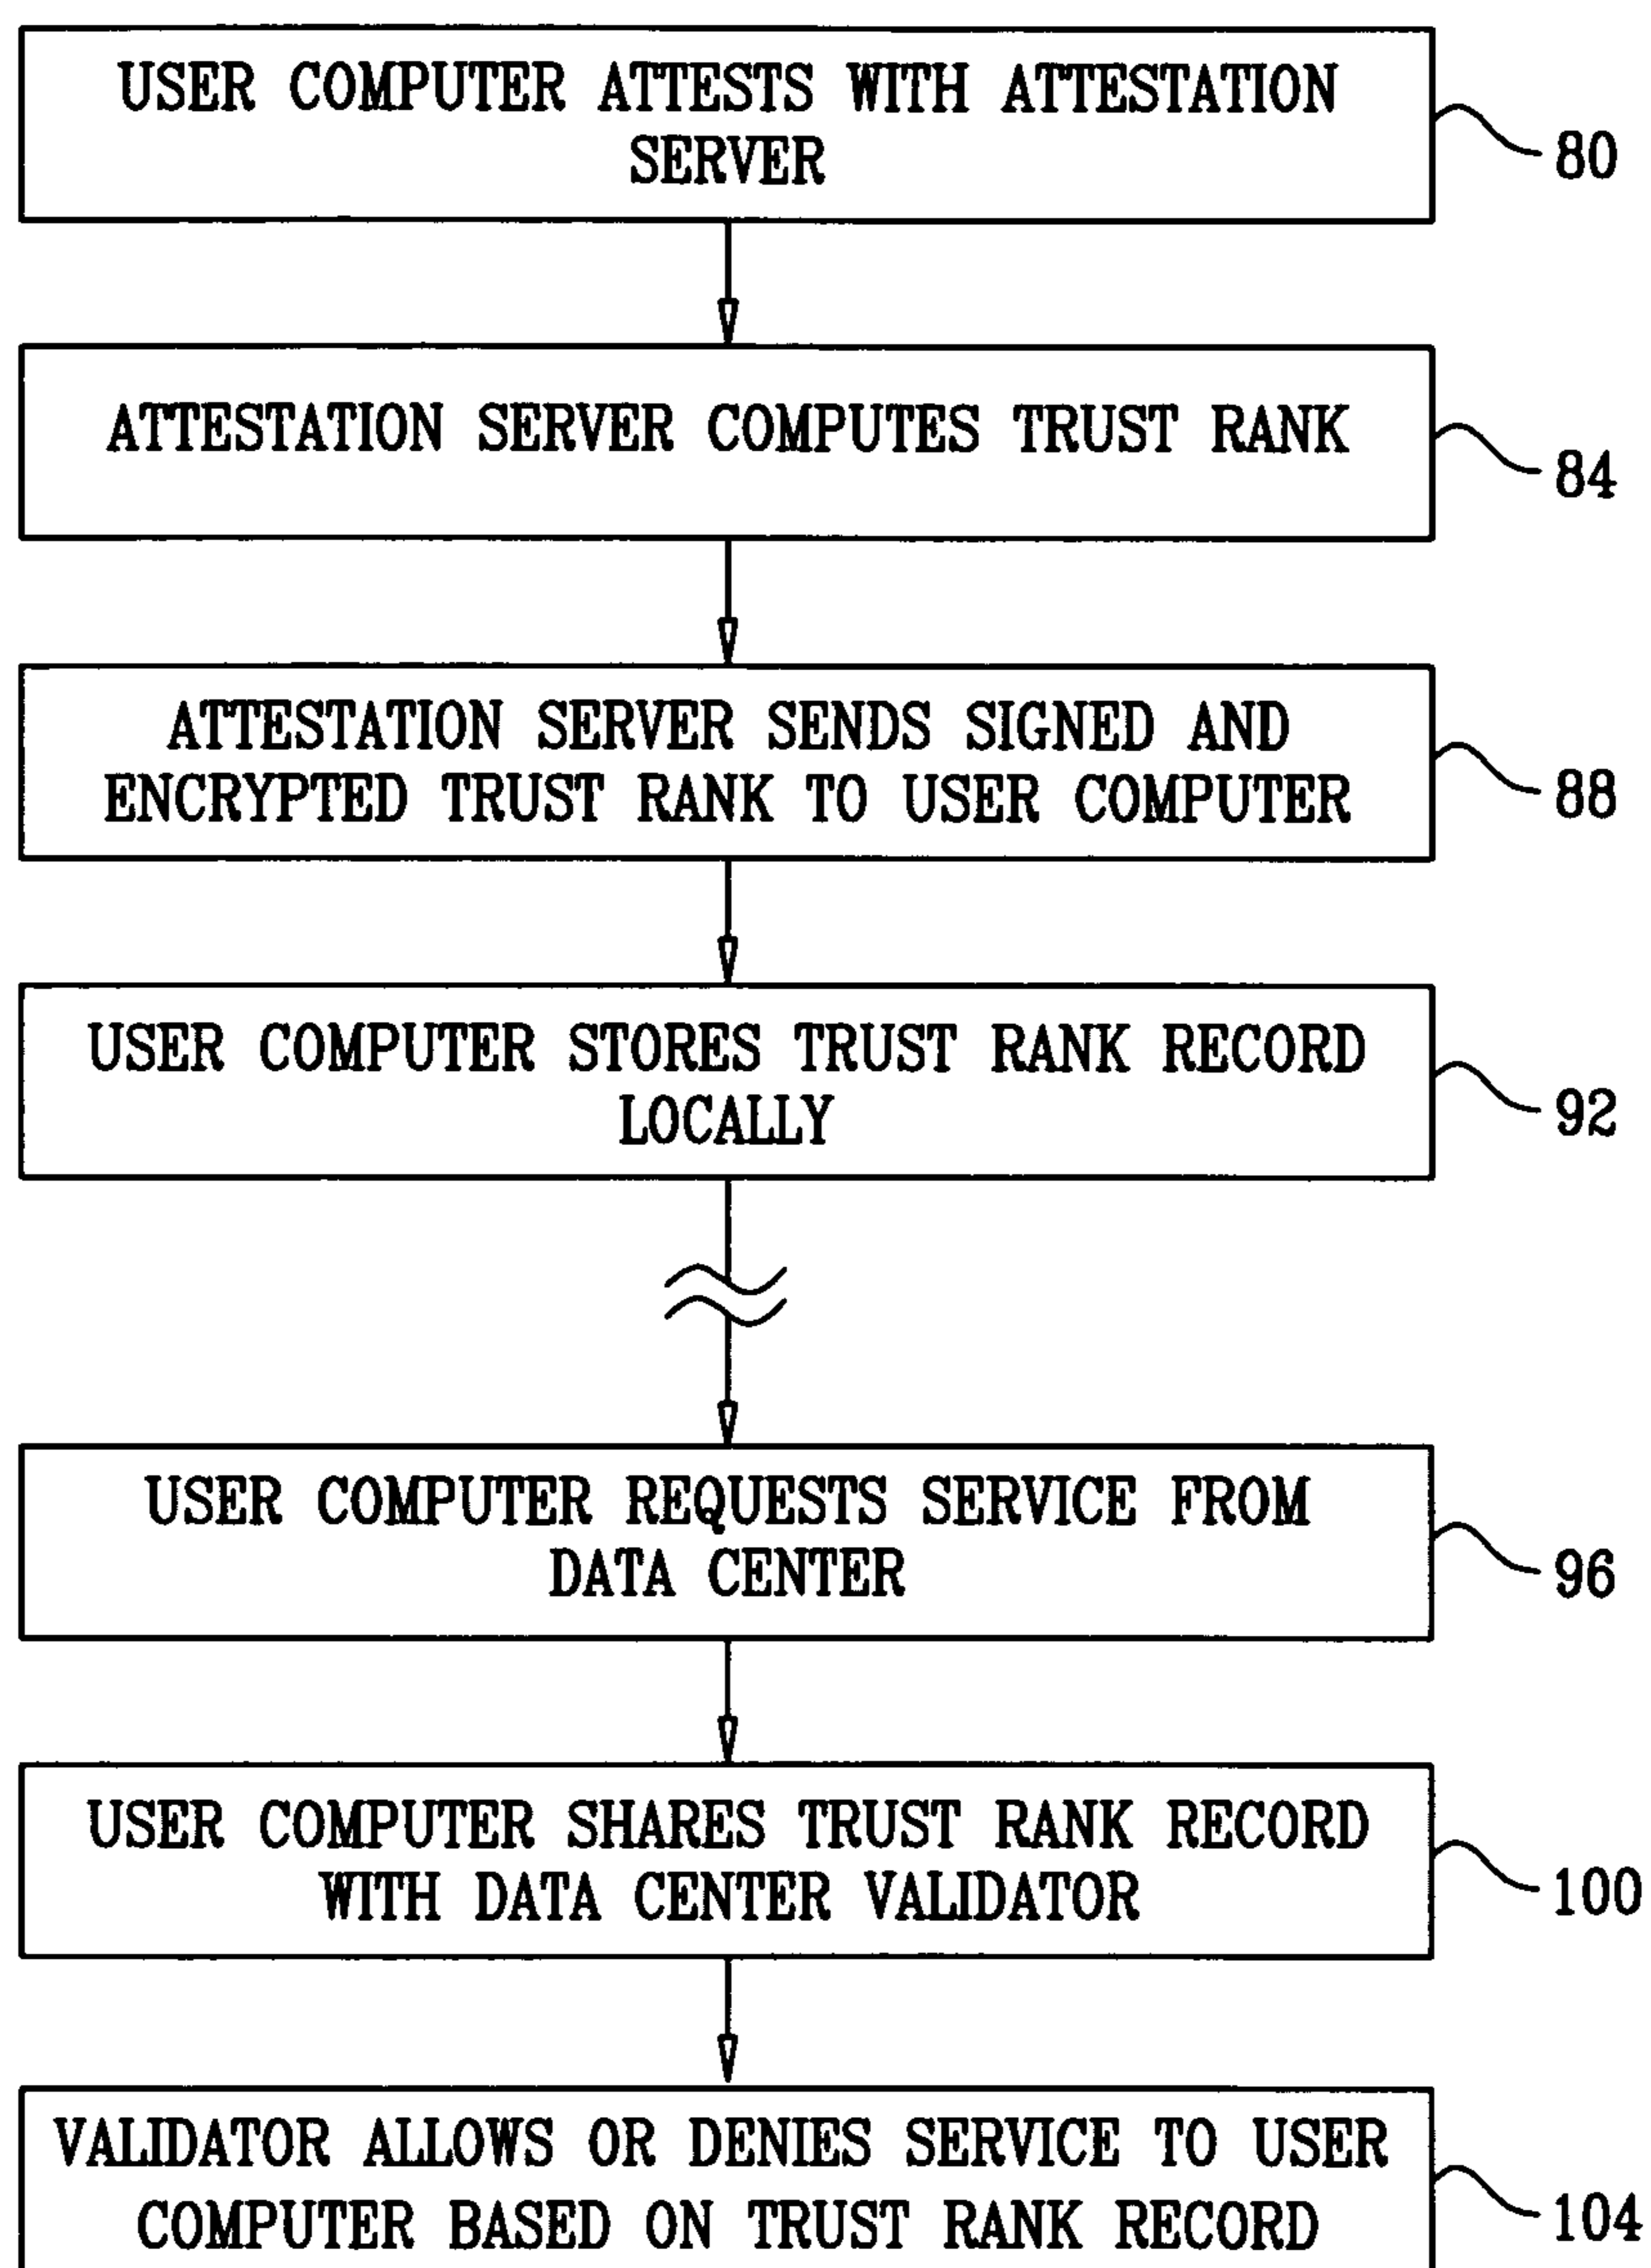 USER COMPUTER ATTESTS WITH ATTESTATION
SERVER
80
ATTESTATION SERVER COMPUTES TRUST RANK
84
ATTESTATION SERVER SENDS SIGNED AND
ENCRYPTED TRUST RANK TO USER COMPUTER
88
USER COMPUTER STORES TRUST RANK RECORD
LOCALLY
92
USER COMPUTER REQUESTS SERVICE FROM
DATA CENTER
96
USER COMPUTER SHARES TRUST RANK RECORD
WITH DATA CENTER VALIDATOR
100
VALIDATOR ALLOWS OR DENIES SERVICE TO USER
COMPUTER BASED ON TRUST RANK RECORD
104